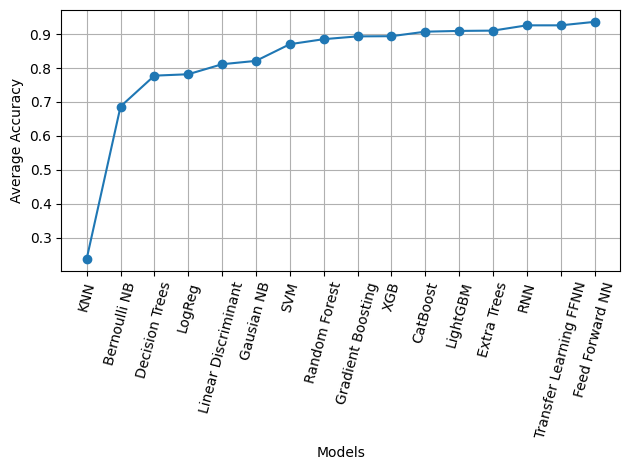 Average Accuracy
0.9
0.8
0.7
0.6
0.5
0.4
0.3
KNN
Bernoulli NB
Decision Trees
LogReg
Linear Discriminant
Gausian NB
SVM
Random Forest
Gradient Boosting
XGB
CatBoost
LightGBM
Extra Trees
RNN
Transfer Learning FFNN
Feed Forward NN
Models